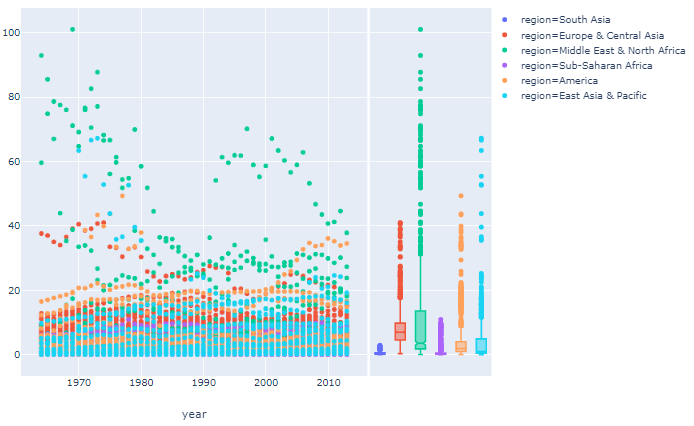 100
80
60
40
20
0
1970
1980
1990
2000
2010
year
region=South Asia
region=Europe & Central Asia
region=Middle East & North Africa
region=Sub-Saharan Africa
region=America
region=East Asia & Pacific